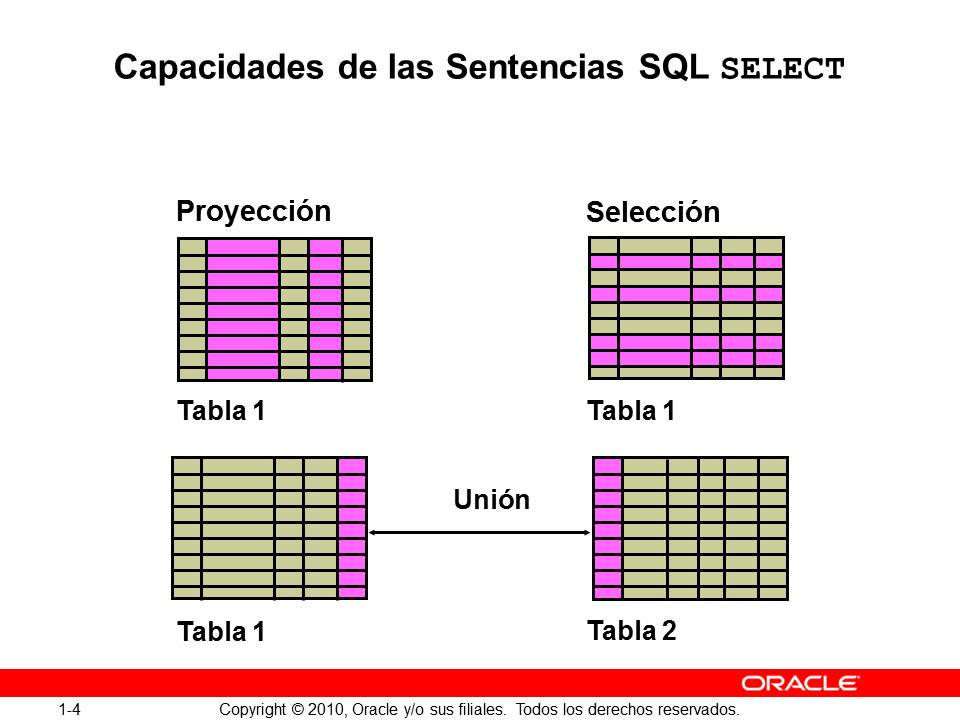 Capacidades de las Sentencias SQL SELECT
Proyección
Selección
Tabla 1
Tabla 1
Unión
Tabla 1
Tabla 2
ORACLE
1-4
Copyright © 2010, Oracle y/o sus filiales. Todos los derechos reservados.